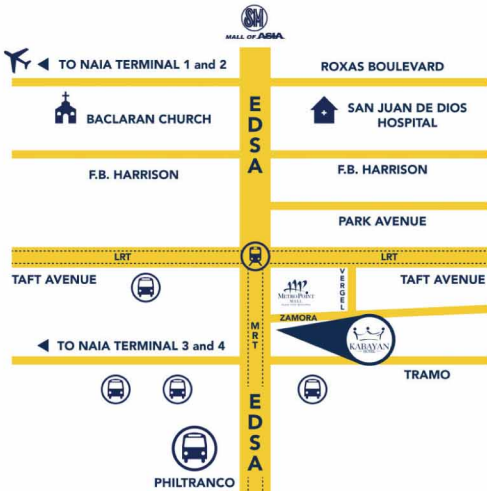 SM
MALL OF ASIA
TO NAIA TERMINAL 1 and 2
ROXAS BOULEVARD
EDSA
BACLARAN CHURCH
SAN JUAN DE DIOS
HOSPITAL
F.B. HARRISON
F.B. HARRISON
PARK AVENUE
LRT
LRT
TAFT AVENUE
VERGEL
TAFT AVENUE
METROPOINT
MALL
ZAMORA
MRT
KABAYAN
HOTEL
TO NAIA TERMINAL 3 and 4
TRAMO
EDSA
PHILTRANCO